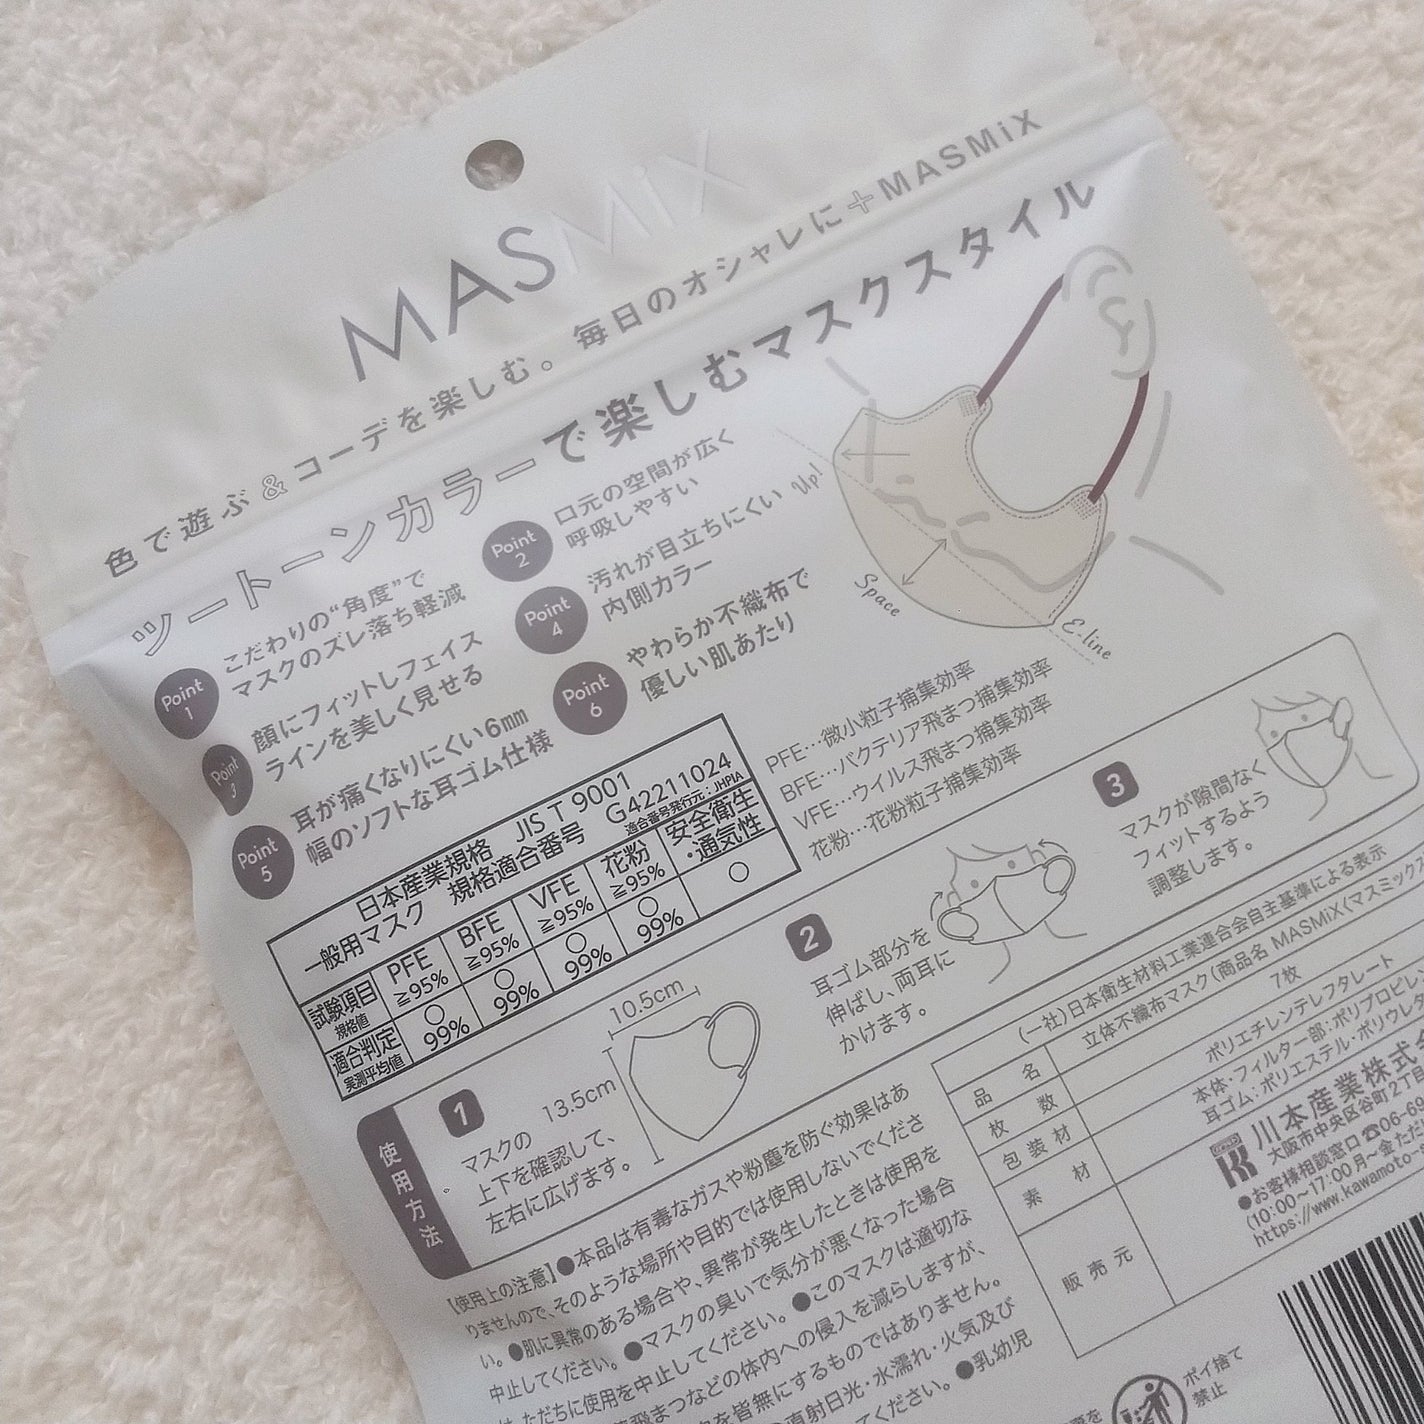 MASMiX
色で遊ぶ&コーデを楽しむ。毎日のオシャレに+MASMiX
ツートーンカラーで楽しむマスクスタイル
Point 1
こだわりの“角度”で
マスクのズレ落ち軽減
Point 2
口元の空間が広く
呼吸しやすい
Point 3
顔にフィットしフェイス
ラインを美しく見せる
Point 4
汚れが目立ちにくい
内側カラー
Point 5
耳が痛くなりにくい6mm
幅のソフトな耳ゴム仕様
Point 6
やわらか不織布で
優しい肌あたり
Up!
Space
E-line
日本産業規格 JIS T 9001
一般用マスク 規格適合番号 G42211024
適合番号発行元:JHPIA
試験項目 PFE BFE VFE 花粉 安全衛生・通気性
規格値 ≧95% ≧95% ≧95% ≧95%
適合判定 ○ ○ ○ ○ ○
実測平均値 99% 99% 99% 99%
PFE…微小粒子捕集効率
BFE…バクテリア飛まつ捕集効率
VFE…ウイルス飛まつ捕集効率
花粉…花粉粒子捕集効率
使用方法
1
マスクの
上下を確認して、
左右に広げます。
10.5cm
13.5cm
2
耳ゴム部分を
伸ばし、両耳に
かけます。
3
マスクが隙間なく
フィットするよう
調整します。
【使用上の注意】●本品は有毒なガスや粉塵を防ぐ効果はあ
りませんので、そのような場所や目的では使用しないでくださ
い。●肌に異常のある場合や、異常が発生したときは使用を
中止してください。●マスクの臭いで気分が悪くなった場合
は、ただちに使用を中止してください。●このマスクは適切な
飛まつなどの体内への侵入を減らしますが、
を皆無にするものではありません。
直射日光・水濡れ・火気及び
てください。●乳幼児
(一社)日本衛生材料工業連合会自主基準による表示
品名 立体不織布マスク(商品名 MASMiX(マスミックス
枚数 7枚
包装材 ポリエチレンテレフタレート
素材 本体・フィルター部:ポリプロピレ
耳ゴム:ポリエステル・ポリウレタ
販売元
川本産業株式会
大阪市中央区谷町2丁目
●お客様相談窓口 ☎06-69
(10:00~17:00 月~金 ただ
https://www.kawamoto-s
ポイ捨て
禁止